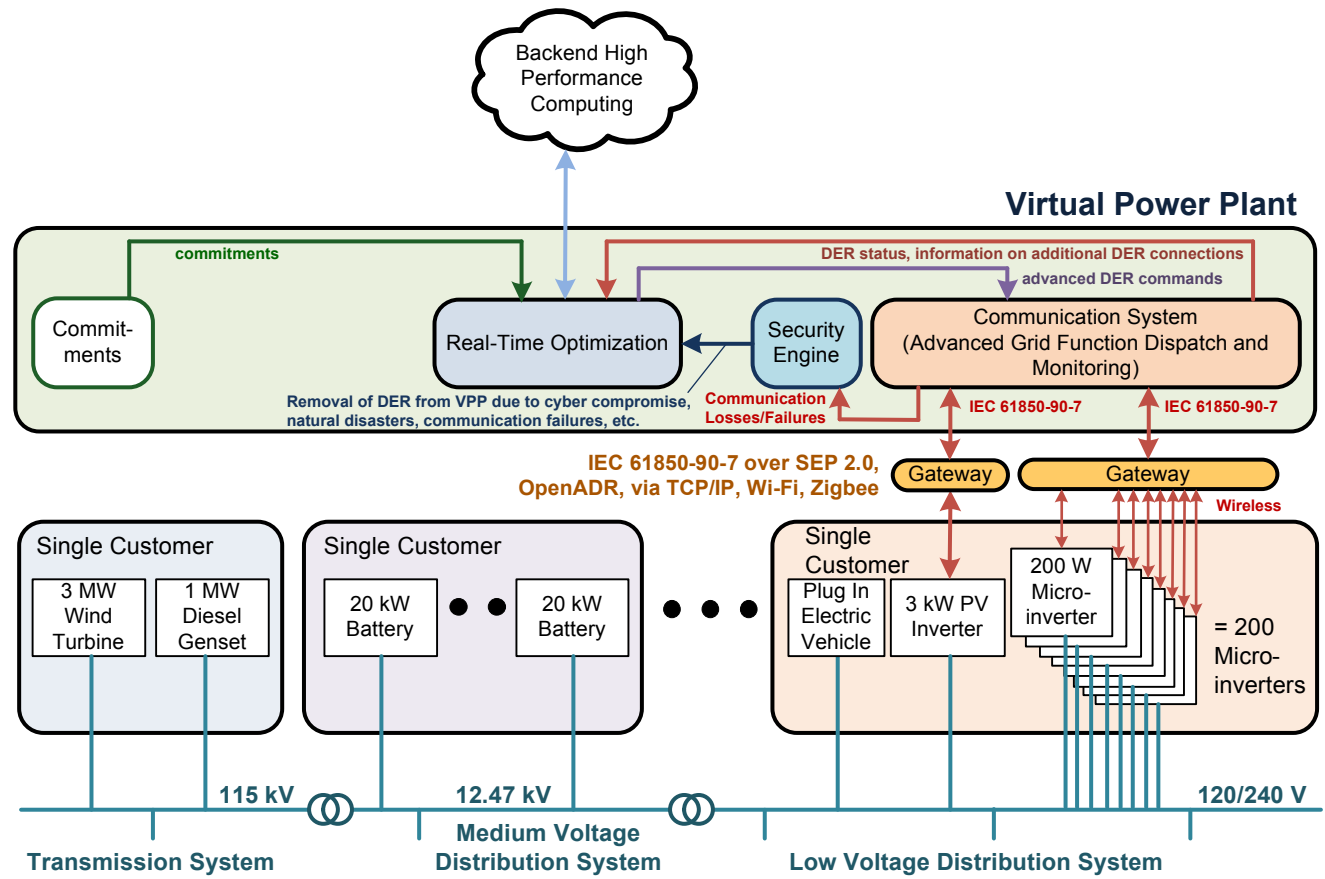 Backend High
Performance
Computing
Virtual Power Plant
commitments
DER status, information on additional DER connections
advanced DER commands
Commit-
ments
Real-Time Optimization
Security
Engine
Communication System
(Advanced Grid Function Dispatch and
Monitoring)
Removal of DER from VPP due to cyber compromise,
natural disasters, communication failures, etc.
Communication
Losses/Failures
IEC 61850-90-7
IEC 61850-90-7
IEC 61850-90-7 over SEP 2.0,
OpenADR, via TCP/IP, Wi-Fi, Zigbee
Gateway
Gateway
Wireless
Single Customer
3 MW
Wind
Turbine
1 MW
Diesel
Genset
Single Customer
20 kW
Battery
20 kW
Battery
Single
Customer
Plug In
Electric
Vehicle
3 kW PV
Inverter
200 W
Micro-
inverter
= 200
Micro-
inverters
115 kV
12.47 kV
120/240 V
Transmission System
Medium Voltage
Distribution System
Low Voltage Distribution System